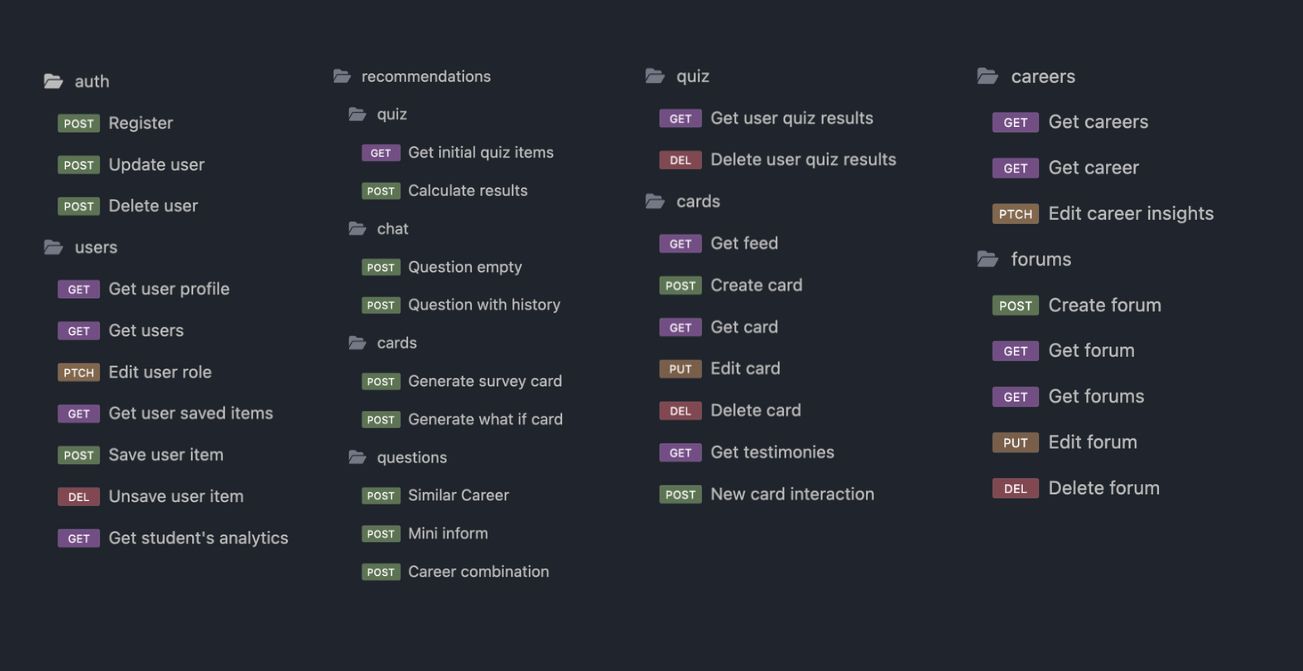 auth
POST Register
POST Update user
POST Delete user
users
GET Get user profile
GET Get users
PTCH Edit user role
GET Get user saved items
POST Save user item
DEL Unsave user item
GET Get student's analytics
recommendations
quiz
GET Get initial quiz items
POST Calculate results
chat
POST Question empty
POST Question with history
cards
POST Generate survey card
POST Generate what if card
questions
POST Similar Career
POST Mini inform
POST Career combination
quiz
GET Get user quiz results
DEL Delete user quiz results
cards
GET Get feed
POST Create card
GET Get card
PUT Edit card
DEL Delete card
GET Get testimonies
POST New card interaction
careers
GET Get careers
GET Get career
PTCH Edit career insights
forums
POST Create forum
GET Get forum
GET Get forums
PUT Edit forum
DEL Delete forum